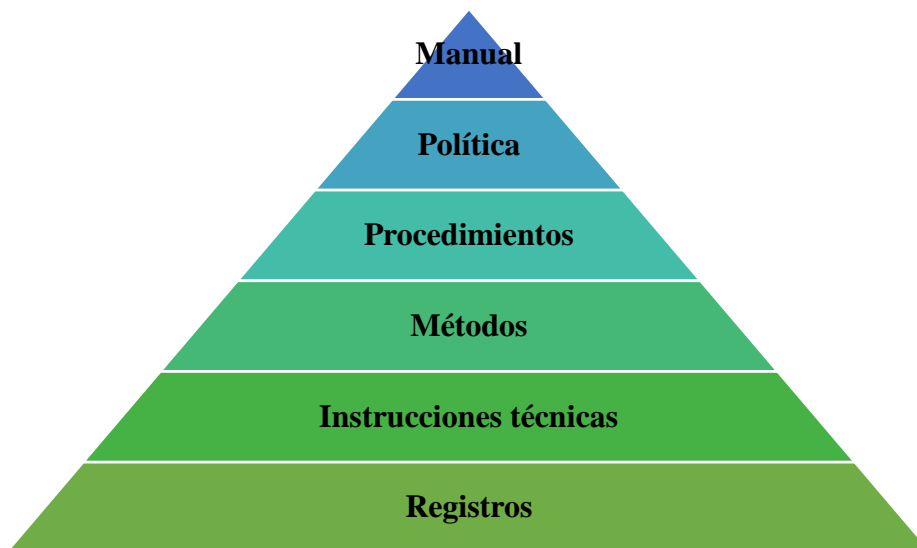 Manual
Política
Procedimientos
Métodos
Instrucciones técnicas
Registros